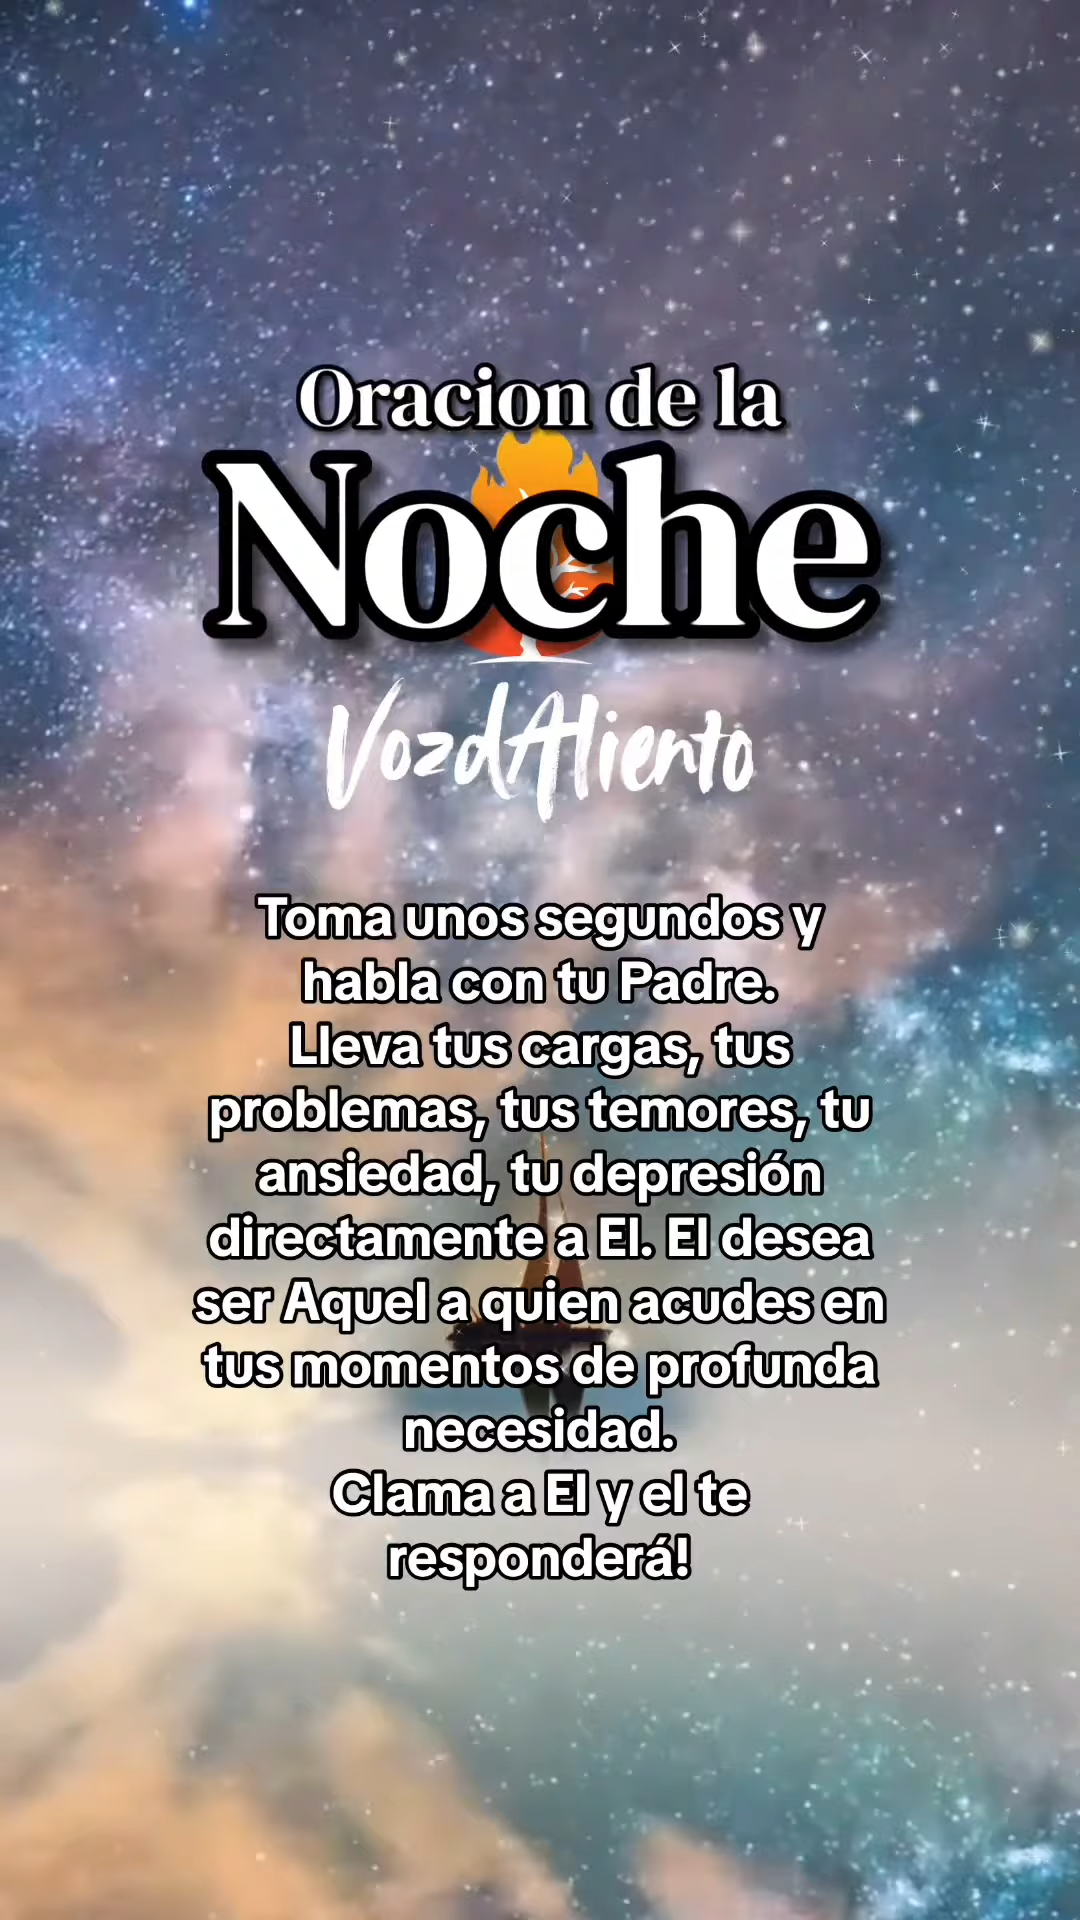 Oracion de la
Noche
VozdAliento
Toma unos segundos y
habla con tu Padre.
Lleva tus cargas, tus
problemas, tus temores, tu
ansiedad, tu depresión
directamente a El. El desea
ser Aquel a quien acudes en
tus momentos de profunda
necesidad.
Clama a El y el te
responderá!